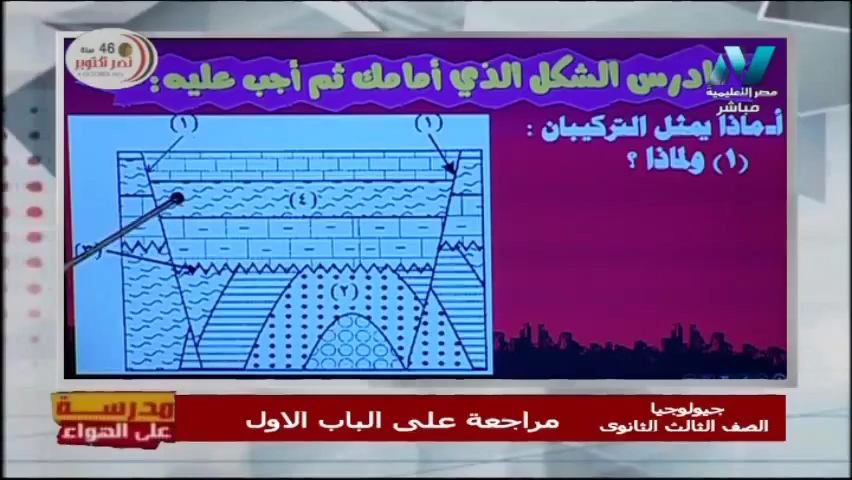 46 سنة
نصر أكتوبر
ادرس الشكل الذي أمامك ثم أجب عليه :
مصر التعليمية
مباشر
أ-ماذا يمثل التركيبان :
(١) ولماذا ؟
(١)
(١)
(٤)
(٣)
(٢)
مدرسة
على الهواء
جيولوجيا
الصف الثالث الثانوى
مراجعة على الباب الاول